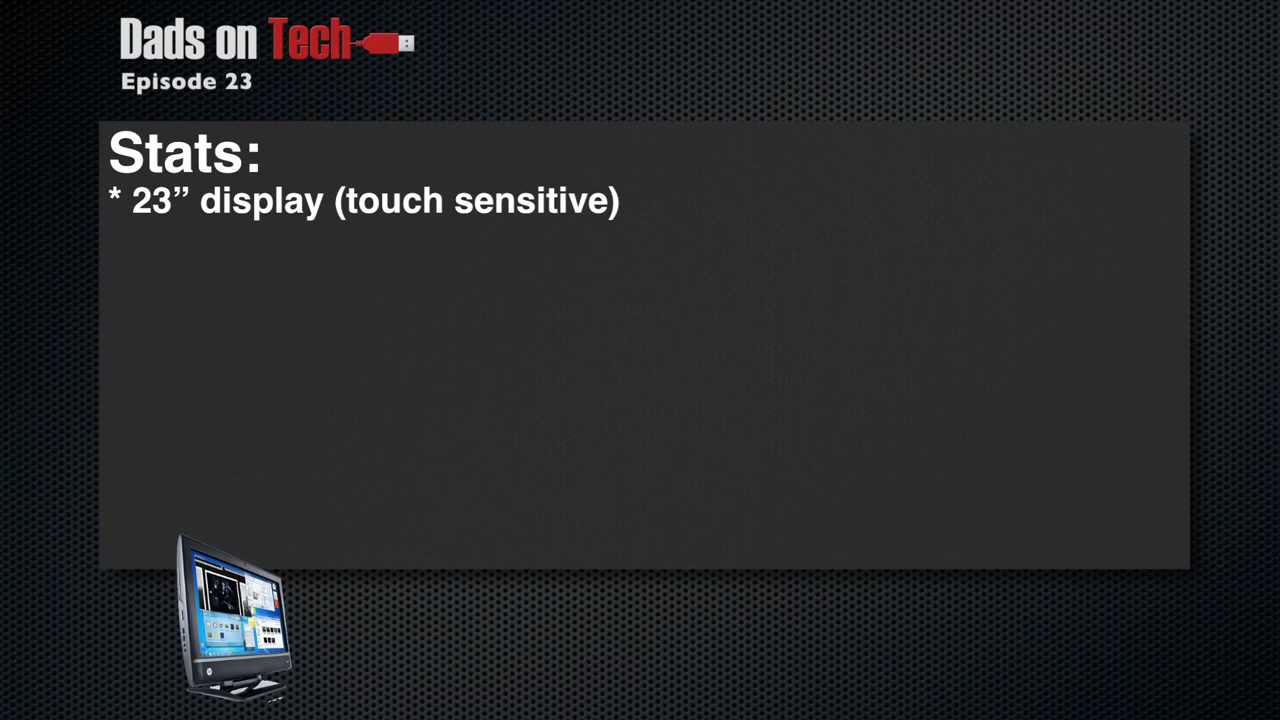 Dads on Tech
Episode 23
Stats:
* 23” display (touch sensitive)